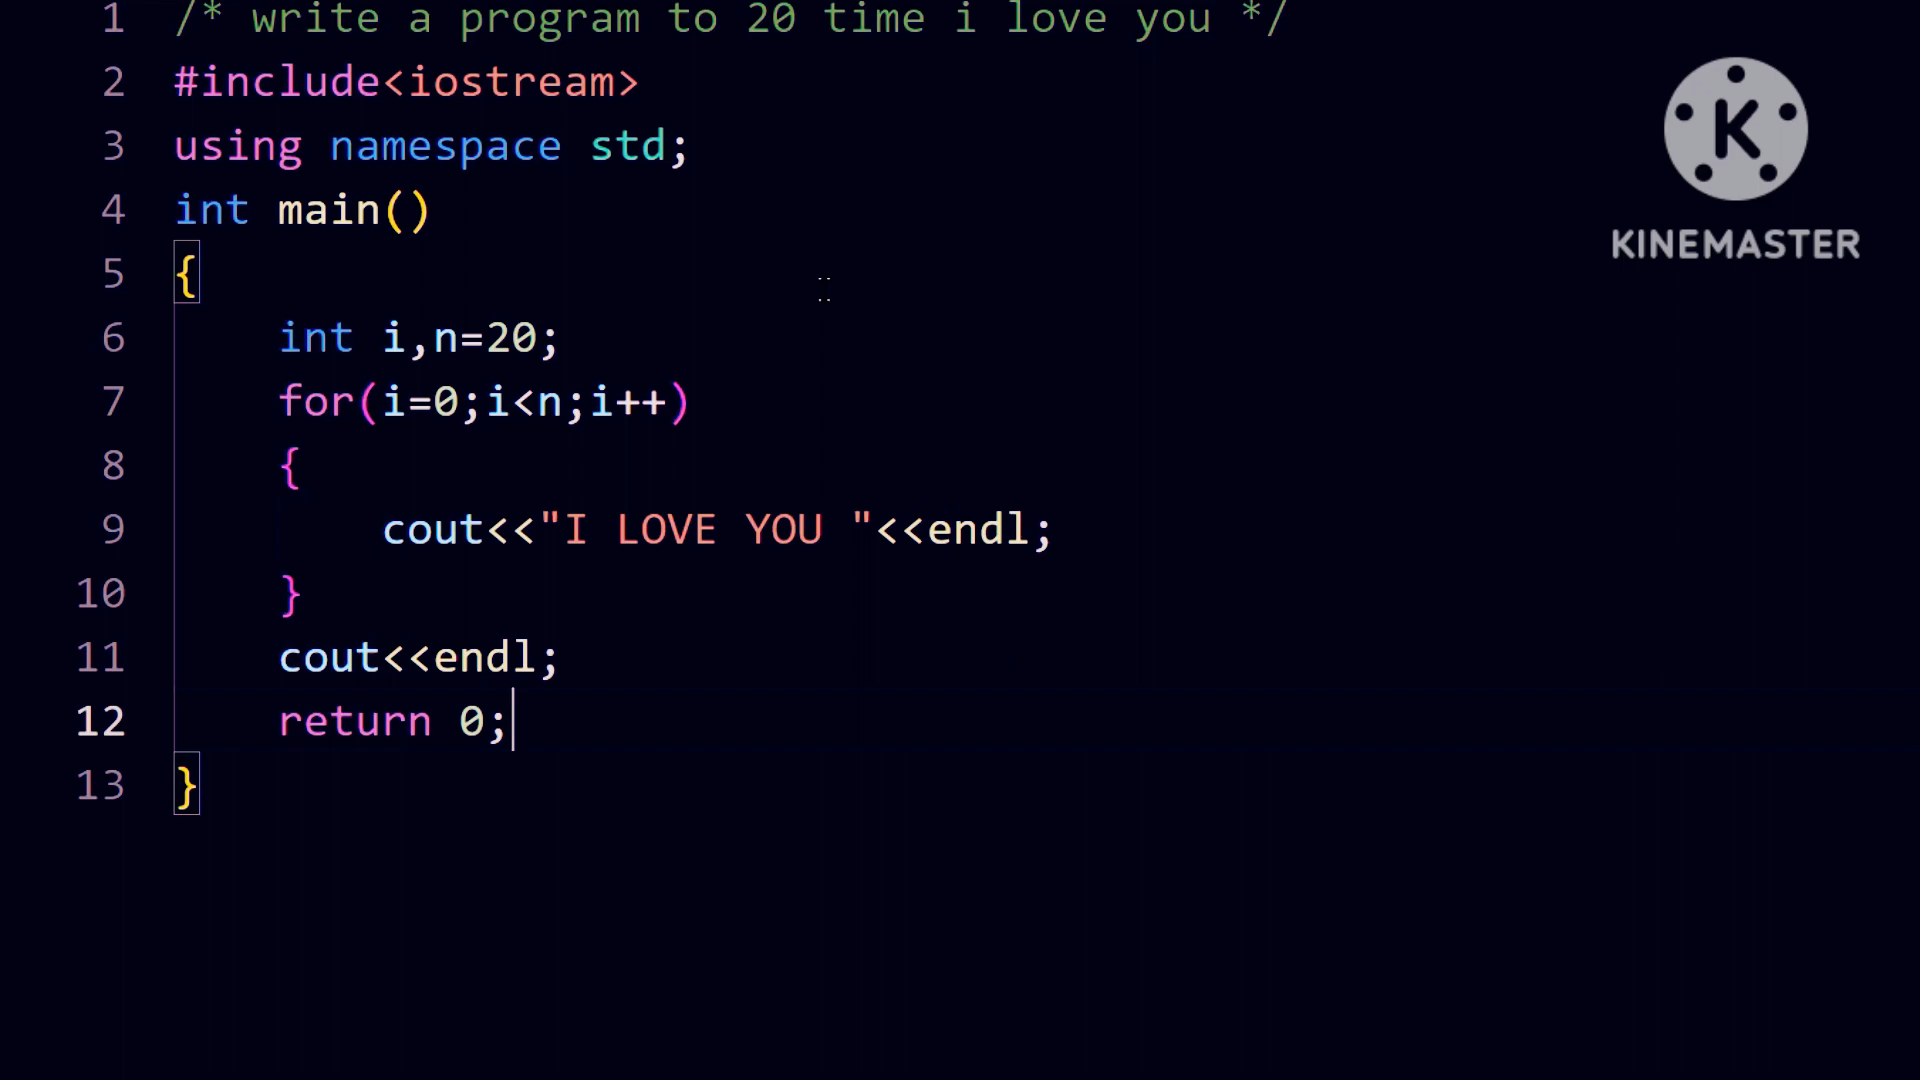 1 /* write a program to 20 time i love you */
2 #include<iostream>
3 using namespace std;
4 int main()
5 {
6 int i,n=20;
7 for(i=0;i<n;i++)
8 {
9 cout<<"I LOVE YOU "<<endl;
10 }
11 cout<<endl;
12 return 0;
13 }
K
KINEMASTER